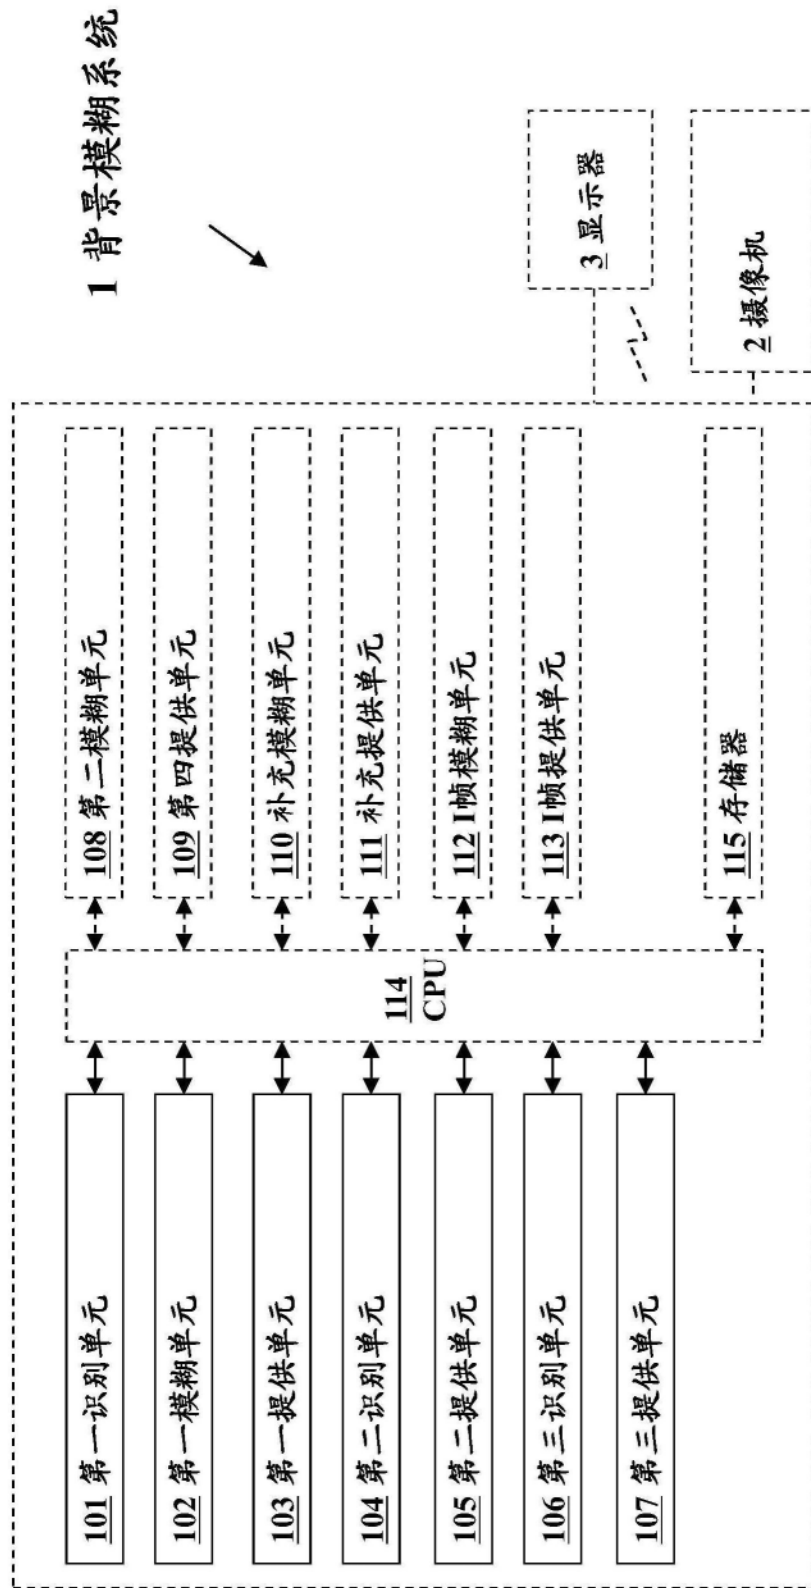 1 背景模糊系统
101 第一识别单元
102 第一模糊单元
103 第一提供单元
104 第二识别单元
105 第二提供单元
106 第三识别单元
107 第三提供单元
114
CPU
108 第二模糊单元
109 第四提供单元
110 补充模糊单元
111 补充提供单元
112 I帧模糊单元
113 I帧提供单元
115 存储器
3 显示器
2 摄像机